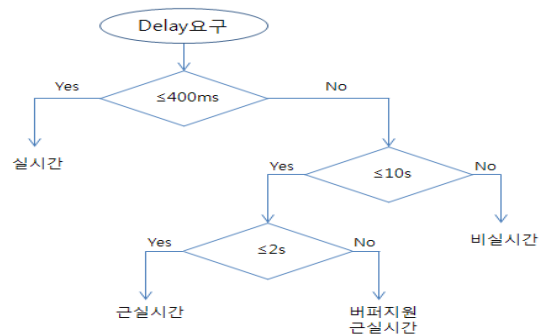 Delay요구
≤400ms
Yes
No
실시간
≤10s
Yes
No
비실시간
≤2s
Yes
No
근실시간
버퍼지원
근실시간